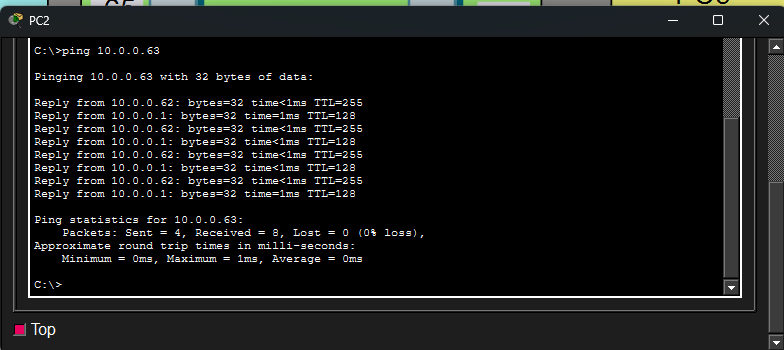 PC2
C:\>ping 10.0.0.63
Pinging 10.0.0.63 with 32 bytes of data:
Reply from 10.0.0.62: bytes=32 time<1ms TTL=255
Reply from 10.0.0.1: bytes=32 time=1ms TTL=128
Reply from 10.0.0.62: bytes=32 time<1ms TTL=255
Reply from 10.0.0.1: bytes=32 time<1ms TTL=128
Reply from 10.0.0.62: bytes=32 time<1ms TTL=255
Reply from 10.0.0.1: bytes=32 time<1ms TTL=128
Reply from 10.0.0.62: bytes=32 time<1ms TTL=255
Reply from 10.0.0.1: bytes=32 time=1ms TTL=128
Ping statistics for 10.0.0.63:
Packets: Sent = 4, Received = 8, Lost = 0 (0% loss),
Approximate round trip times in milli-seconds:
Minimum = 0ms, Maximum = 1ms, Average = 0ms
C:\>
Top